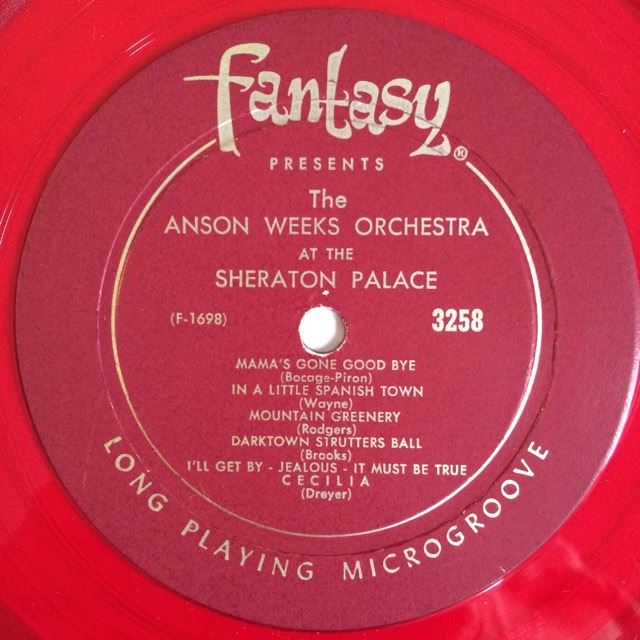 fantasy ®
PRESENTS
The
ANSON WEEKS ORCHESTRA
AT THE
SHERATON PALACE
(F-1698) 3258
MAMA'S GONE GOOD BYE
(Bocage-Piron)
IN A LITTLE SPANISH TOWN
(Wayne)
MOUNTAIN GREENERY
(Rodgers)
DARKTOWN STRUTTERS BALL
(Brooks)
I'LL GET BY - JEALOUS - IT MUST BE TRUE
CECILIA
(Dreyer)
LONG PLAYING MICROGROOVE